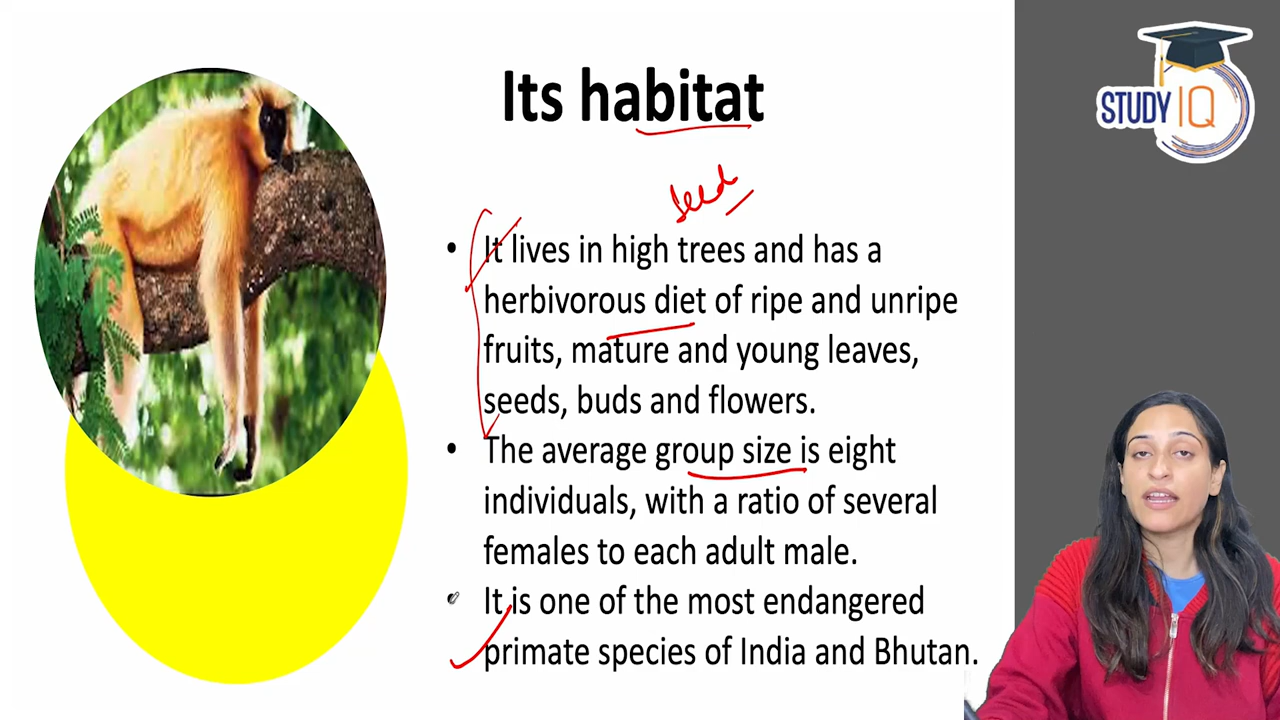 Its habitat
seed
• It lives in high trees and has a
herbivorous diet of ripe and unripe
fruits, mature and young leaves,
seeds, buds and flowers.
• The average group size is eight
individuals, with a ratio of several
females to each adult male.
It is one of the most endangered
primate species of India and Bhutan.
STUDY IQ